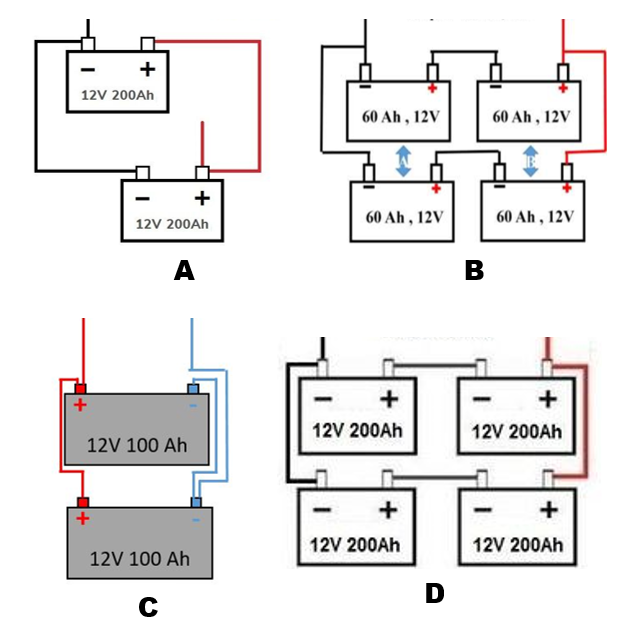 − +
12V 200Ah
− +
12V 200Ah
A
− + − +
60 Ah , 12V 60 Ah , 12V
A B
− + − +
60 Ah , 12V 60 Ah , 12V
B
+ -
12V 100 Ah
+ -
12V 100 Ah
C
− + − +
12V 200Ah 12V 200Ah
− + − +
12V 200Ah 12V 200Ah
D